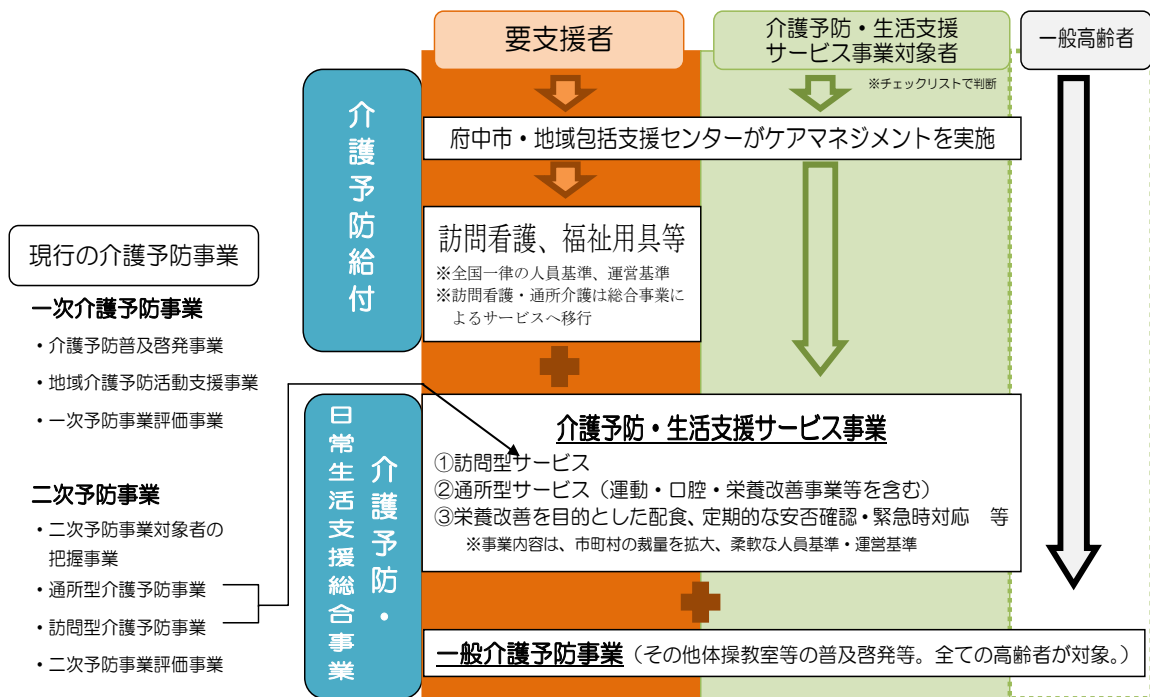 要支援者
介護予防・生活支援
サービス事業対象者
一般高齢者
※チェックリストで判断
介護予防給付
府中市・地域包括支援センターがケアマネジメントを実施
訪問看護、福祉用具等
※全国一律の人員基準、運営基準
※訪問看護・通所介護は総合事業に
よるサービスへ移行
現行の介護予防事業
一次介護予防事業
・介護予防普及啓発事業
・地域介護予防活動支援事業
・一次予防事業評価事業
二次予防事業
・二次予防事業対象者の
把握事業
・通所型介護予防事業
・訪問型介護予防事業
・二次予防事業評価事業
介護予防・
日常生活支援総合事業
介護予防・生活支援サービス事業
①訪問型サービス
②通所型サービス（運動・口腔・栄養改善事業等を含む）
③栄養改善を目的とした配食、定期的な安否確認・緊急時対応　等
※事業内容は、市町村の裁量を拡大、柔軟な人員基準・運営基準
一般介護予防事業（その他体操教室等の普及啓発等。全ての高齢者が対象。）